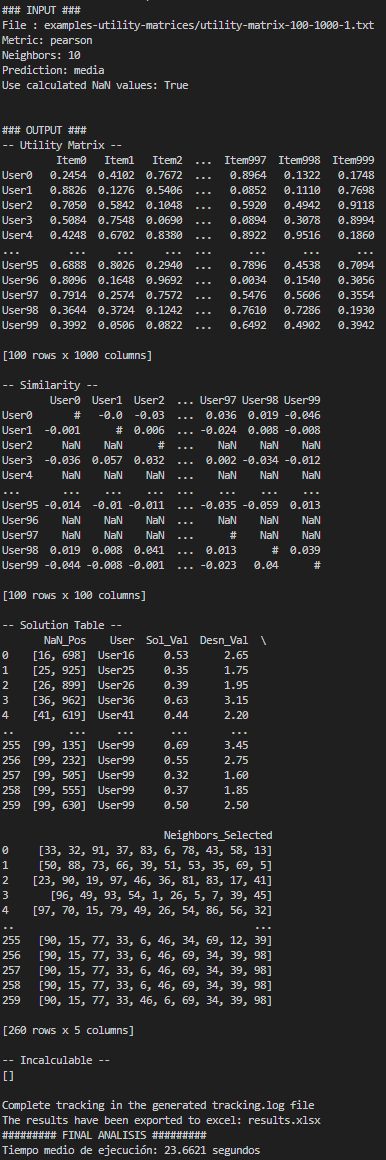 ### INPUT ###
File : examples-utility-matrices/utility-matrix-100-1000-1.txt
Metric: pearson
Neighbors: 10
Prediction: media
Use calculated NaN values: True
### OUTPUT ###
-- Utility Matrix --
Item0 Item1 Item2 ... Item997 Item998 Item999
User0 0.2454 0.4102 0.7672 ... 0.8964 0.1322 0.1748
User1 0.8826 0.1276 0.5406 ... 0.0852 0.1110 0.7698
User2 0.7050 0.5842 0.1048 ... 0.5920 0.4942 0.9118
User3 0.5084 0.7548 0.0690 ... 0.0894 0.3078 0.8994
User4 0.4248 0.6702 0.8380 ... 0.8922 0.9516 0.1860
... ... ... ... ... ... ... ...
User95 0.6888 0.8026 0.2940 ... 0.7896 0.4538 0.7094
User96 0.8096 0.1648 0.9692 ... 0.0034 0.1540 0.3056
User97 0.7914 0.2574 0.7572 ... 0.5476 0.5606 0.3554
User98 0.3644 0.3724 0.1242 ... 0.7610 0.7286 0.1930
User99 0.3992 0.0506 0.0822 ... 0.6492 0.4902 0.3942
[100 rows x 1000 columns]
-- Similarity --
User0 User1 User2 ... User97 User98 User99
User0 # -0.0 -0.03 ... 0.036 0.019 -0.046
User1 -0.001 # 0.006 ... -0.024 0.008 -0.008
User2 NaN NaN # ... NaN NaN NaN
User3 -0.036 0.057 0.032 ... 0.002 -0.034 -0.012
User4 NaN NaN NaN ... NaN NaN NaN
... ... ... ... ... ... ... ...
User95 -0.014 -0.01 -0.011 ... -0.035 -0.059 0.013
User96 NaN NaN NaN ... NaN NaN NaN
User97 NaN NaN NaN ... # NaN NaN
User98 0.019 0.008 0.041 ... 0.013 # 0.039
User99 -0.044 -0.008 -0.001 ... -0.023 0.04 #
[100 rows x 100 columns]
-- Solution Table --
NaN_Pos User Sol_Val Desn_Val \
0 [16, 698] User16 0.53 2.65
1 [25, 925] User25 0.35 1.75
2 [26, 899] User26 0.39 1.95
3 [36, 962] User36 0.63 3.15
4 [41, 619] User41 0.44 2.20
.. ... ... ... ...
255 [99, 135] User99 0.69 3.45
256 [99, 232] User99 0.55 2.75
257 [99, 505] User99 0.32 1.60
258 [99, 555] User99 0.37 1.85
259 [99, 630] User99 0.50 2.50
Neighbors_Selected
0 [33, 32, 91, 37, 83, 6, 78, 43, 58, 13]
1 [50, 88, 73, 66, 39, 51, 53, 35, 69, 5]
2 [23, 90, 19, 97, 46, 36, 81, 83, 17, 41]
3 [96, 49, 93, 54, 1, 26, 5, 7, 39, 45]
4 [97, 70, 15, 79, 49, 26, 54, 86, 56, 32]
.. ...
255 [90, 15, 77, 33, 6, 46, 34, 69, 12, 39]
256 [90, 15, 77, 33, 6, 46, 69, 34, 39, 98]
257 [90, 15, 77, 33, 6, 46, 69, 34, 39, 98]
258 [90, 15, 77, 33, 6, 46, 69, 34, 39, 98]
259 [90, 15, 77, 33, 46, 6, 69, 34, 39, 98]
[260 rows x 5 columns]
-- Incalculable --
[]
Complete tracking in the generated tracking.log file
The results have been exported to excel: results.xlsx
######### FINAL ANALISIS #########
Tiempo medio de ejecución: 23.6621 segundos